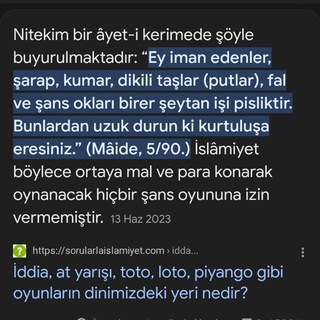 Nitekim bir âyet-i kerimede şöyle
buyurulmaktadır: “Ey iman edenler,
şarap, kumar, dikili taşlar (putlar), fal
ve şans okları birer şeytan işi pisliktir.
Bunlardan uzuk durun ki kurtuluşa
eresiniz.” (Mâide, 5/90.) İslâmiyet
böylece ortaya mal ve para konarak
oynanacak hiçbir şans oyununa izin
vermemiştir. 13 Haz 2023
https://sorularlaislamiyet.com › idda...
İddia, at yarışı, toto, loto, piyango gibi
oyunların dinimizdeki yeri nedir?